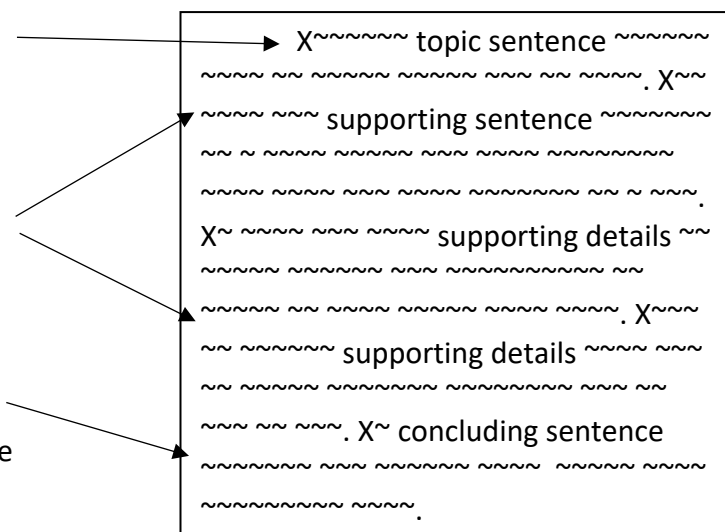 X~~~~~~ topic sentence ~~~~~~
~~~~ ~~ ~~~~~ ~~~~~ ~~~ ~~ ~~~~. X~~
~~~~ ~~~ supporting sentence ~~~~~~~
~~ ~ ~~~~ ~~~~~ ~~~ ~~~~ ~~~~~~~~
~~~~ ~~~~ ~~~ ~~~~ ~~~~~~~ ~~ ~ ~~~.
X~ ~~~~ ~~~ ~~~~ supporting details ~~
~~~~~ ~~~~~~ ~~~ ~~~~~~~~~~ ~~
~~~~~ ~~ ~~~~ ~~~~~ ~~~~ ~~~~. X~~~
~~ ~~~~~~ supporting details ~~~~ ~~~
~~ ~~~~~ ~~~~~~~ ~~~~~~~~ ~~~ ~~
~~~ ~~ ~~~. X~ concluding sentence
e
~~~~~~~ ~~~ ~~~~~~ ~~~~ ~~~~~ ~~~~
~~~~~~~~~ ~~~~.